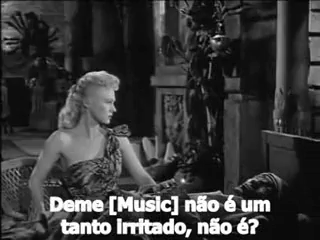 Deme [Music] não é um
tanto irritado, não é?